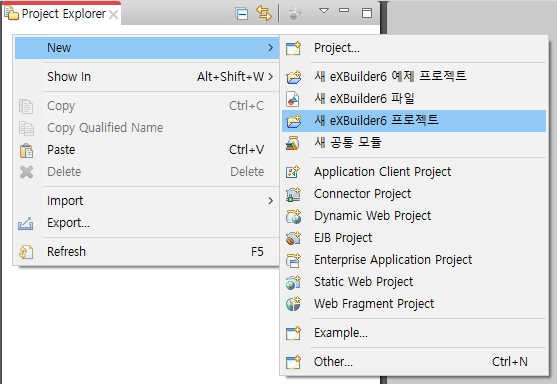 Project Explorer
New
Show In Alt+Shift+W
Copy Ctrl+C
Copy Qualified Name
Paste Ctrl+V
Delete Delete
Import
Export...
Refresh F5
Project...
새 eXBuilder6 예제 프로젝트
새 eXBuilder6 파일
새 eXBuilder6 프로젝트
새 공통 모듈
Application Client Project
Connector Project
Dynamic Web Project
EJB Project
Enterprise Application Project
Static Web Project
Web Fragment Project
Example...
Other... Ctrl+N